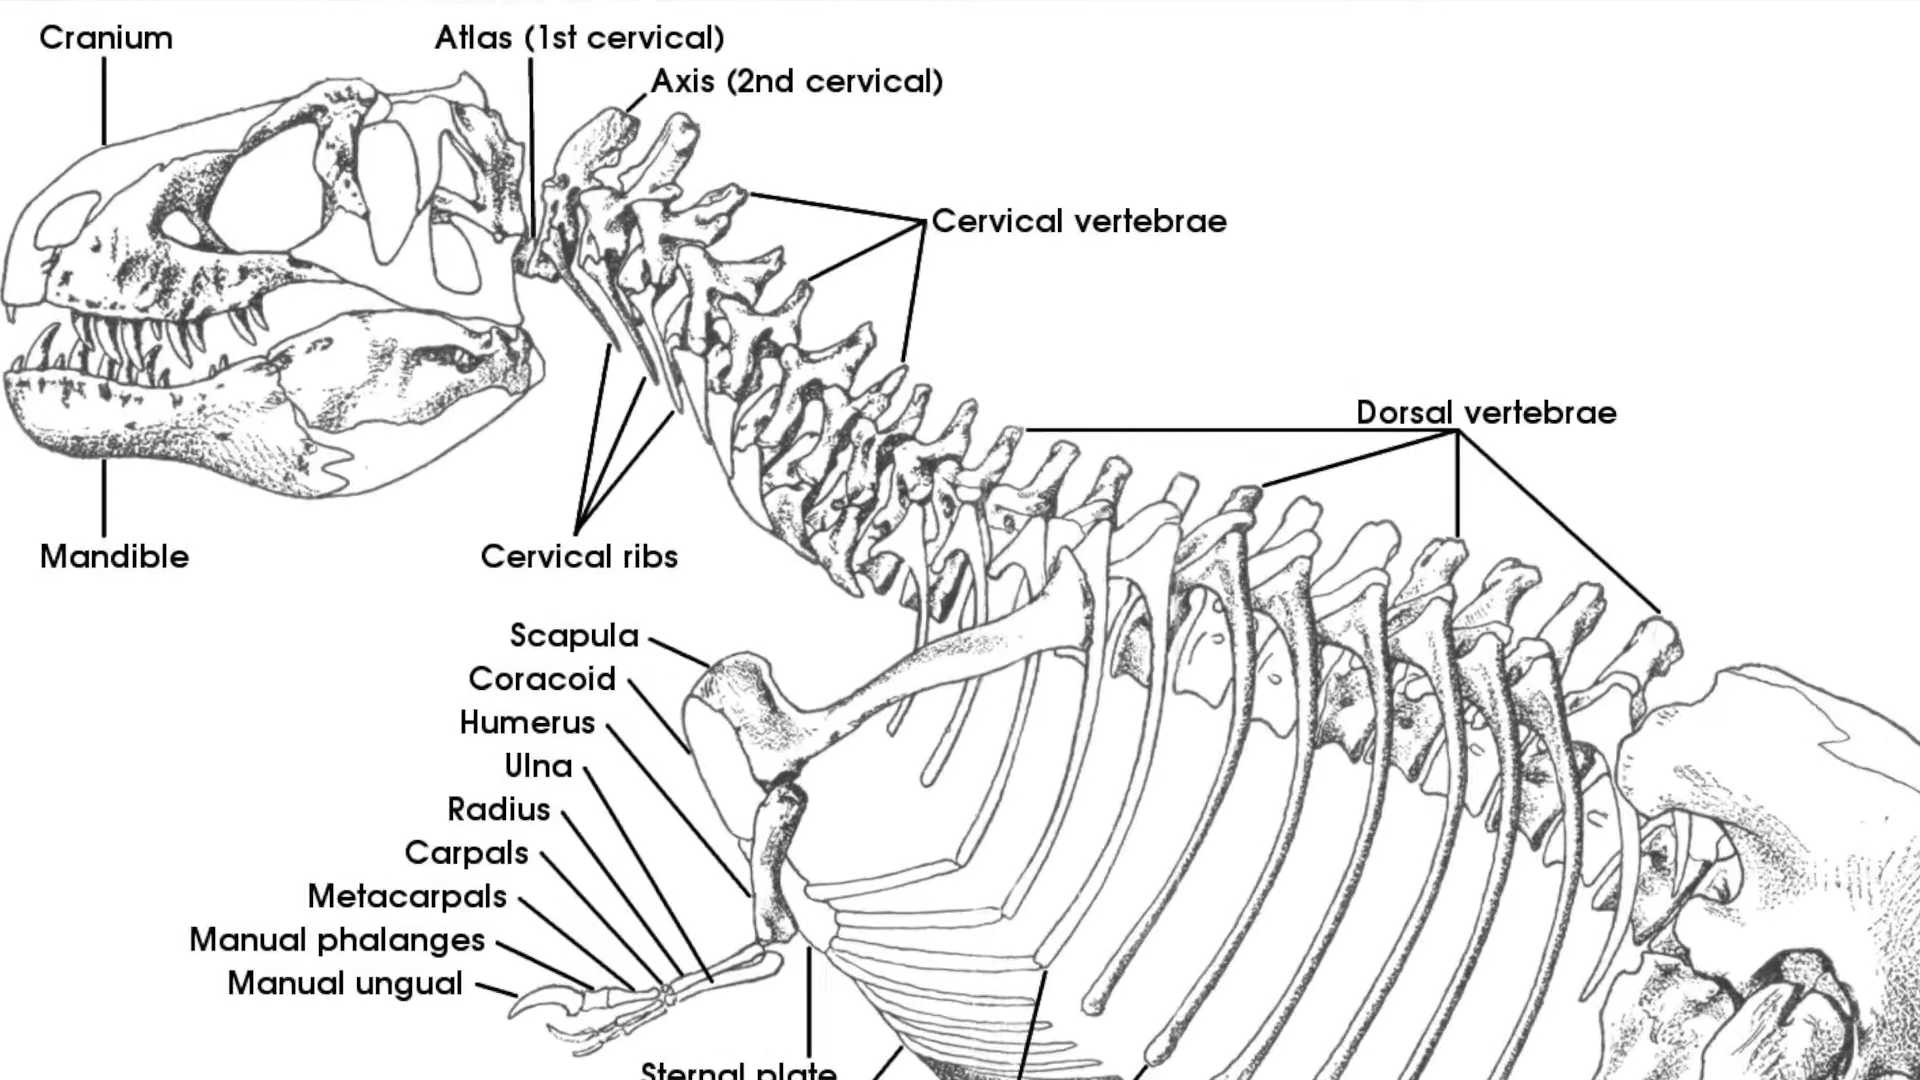 Cranium
Atlas (1st cervical)
Axis (2nd cervical)
Cervical vertebrae
Dorsal vertebrae
Mandible
Cervical ribs
Scapula
Coracoid
Humerus
Ulna
Radius
Carpals
Metacarpals
Manual phalanges
Manual ungual
Sternal plate